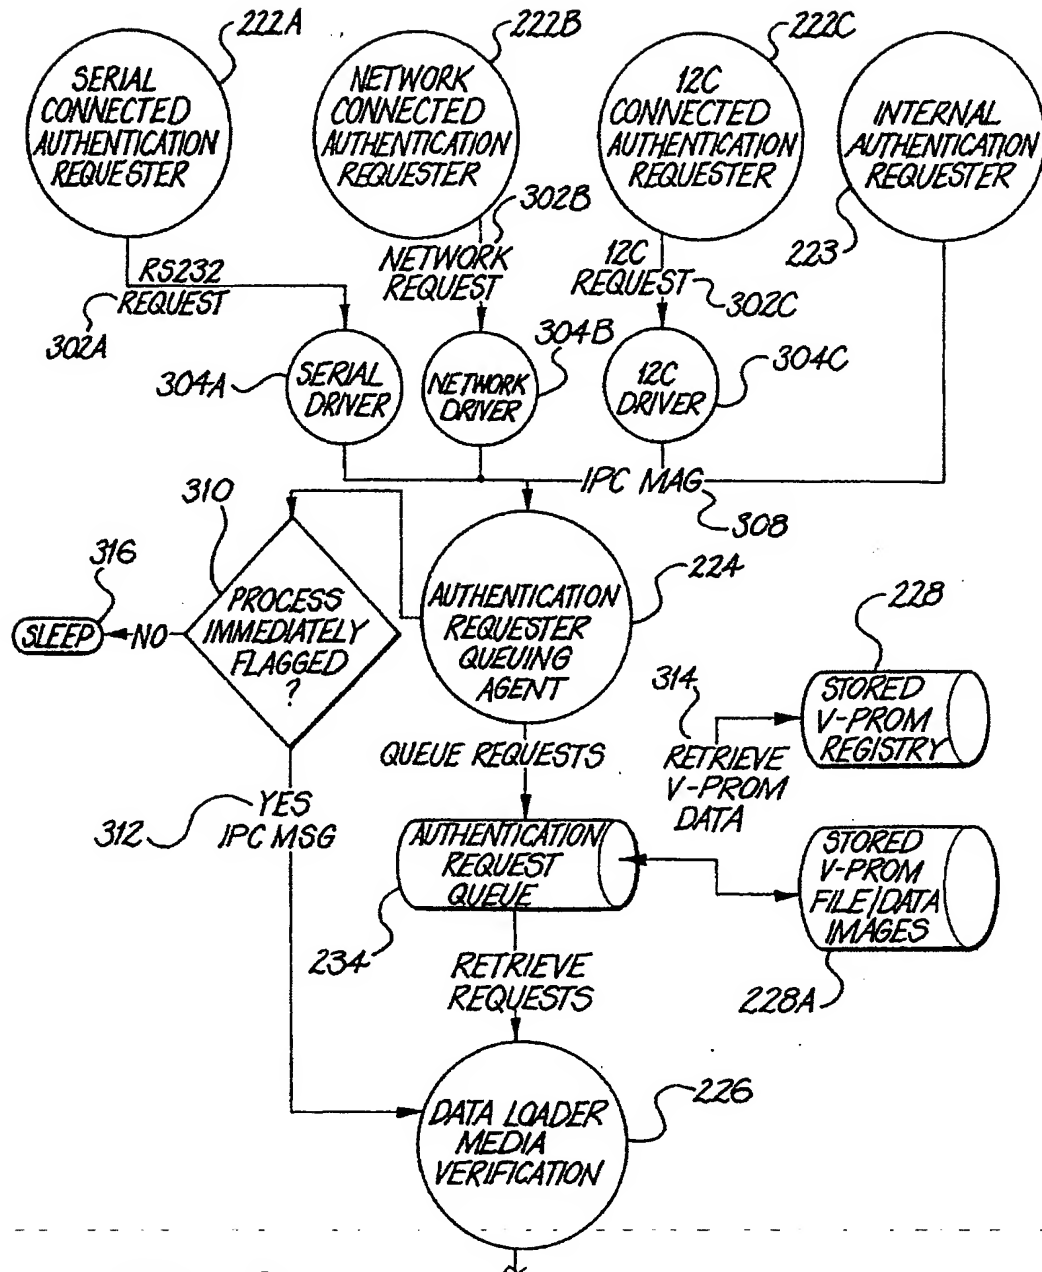 222A
222B
222C
SERIAL
CONNECTED
AUTHENTICATION
REQUESTER
NETWORK
CONNECTED
AUTHENTICATION
REQUESTER
12C
CONNECTED
AUTHENTICATION
REQUESTER
INTERNAL
AUTHENTICATION
REQUESTER
223
RS232
REQUEST
302A
302B
NETWORK
REQUEST
12C
REQUEST
302C
304A
SERIAL
DRIVER
304B
NETWORK
DRIVER
12C
DRIVER
304C
IPC MAG
308
310
316
SLEEP
NO
PROCESS
IMMEDIATELY
FLAGGED
?
AUTHENTICATION
REQUESTER
QUEUING
AGENT
224
228
314
STORED
V-PROM
REGISTRY
QUEUE REQUESTS
RETRIEVE
V-PROM
DATA
312
YES
IPC MSG
AUTHENTICATION
REQUEST
QUEUE
STORED
V-PROM
FILE/DATA
IMAGES
234
RETRIEVE
REQUESTS
228A
226
DATA LOADER
MEDIA
VERIFICATION